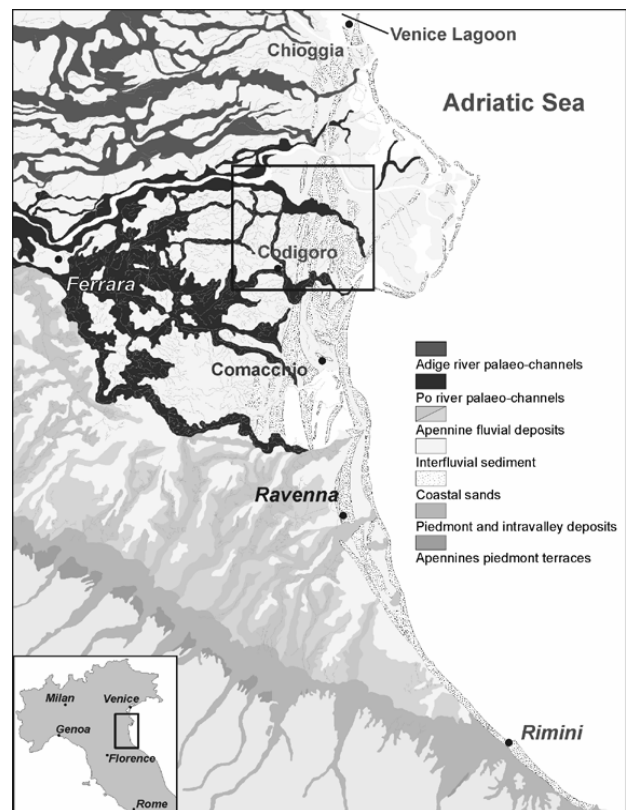 Venice Lagoon
Chioggia
Adriatic Sea
Codigoro
Ferrara
Comacchio
Adige river palaeo-channels
Po river palaeo-channels
Apennine fluvial deposits
Interfluvial sediment
Coastal sands
Piedmont and intravalley deposits
Apennines piedmont terraces
Ravenna
Rimini
Milan
Venice
Genoa
Florence
Rome